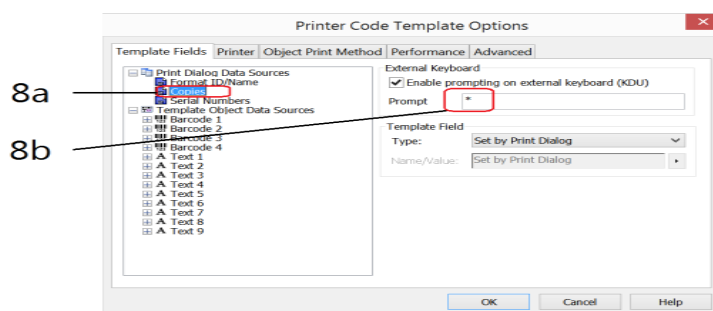 Printer Code Template Options
Template Fields Printer Object Print Method Performance Advanced
Print Dialog Data Sources
Format ID/Name
Copies
Serial Numbers
Template Object Data Sources
Barcode 1
Barcode 2
Barcode 3
Barcode 4
A Text 1
A Text 2
A Text 3
A Text 4
A Text 5
A Text 6
A Text 7
A Text 8
A Text 9
8a
8b
External Keyboard
Enable prompting on external keyboard (KDU)
Prompt *
Template Field
Type: Set by Print Dialog
Name/Value: Set by Print Dialog
OK Cancel Help